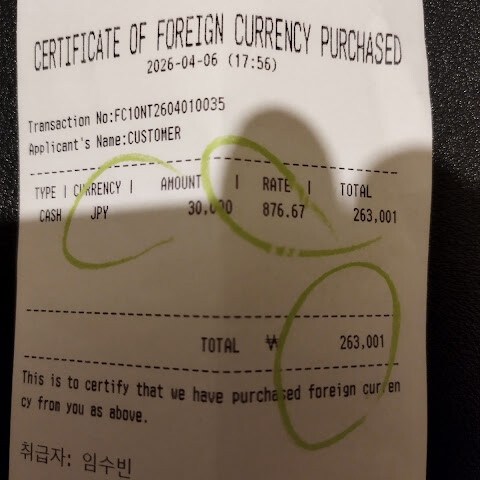 CERTIFICATE OF FOREIGN CURRENCY PURCHASED
2026-04-06 (17:56)
Transaction No:FC10NT2604010035
Applicant's Name:CUSTOMER
TYPE | CURRENCY | AMOUNT | RATE | TOTAL
CASH JPY 30,000 876.67 263,001
TOTAL ₩ 263,001
This is to certify that we have purchased foreign curren
cy from you as above.
취급자: 임수빈